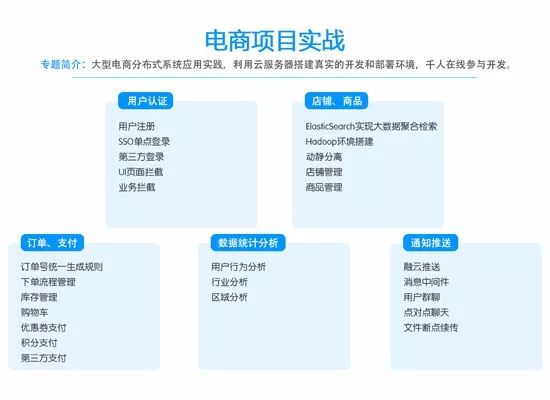 电商项目实战
专题简介：大型电商分布式系统应用实践，利用云服务器搭建真实的开发和部署环境，千人在线参与开发。
用户认证
用户注册
SSO单点登录
第三方登录
UI页面拦截
业务拦截
店铺、商品
ElasticSearch实现大数据聚合检索
Hadoop环境搭建
动静分离
店铺管理
商品管理
订单、支付
订单号统一生成规则
下单流程管理
库存管理
购物车
优惠券支付
积分支付
第三方支付
数据统计分析
用户行为分析
行业分析
区域分析
通知推送
融云推送
消息中间件
用户群聊
点对点聊天
文件断点续传